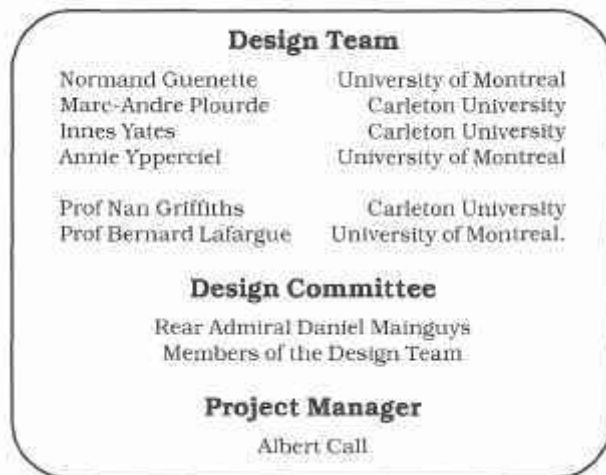 Design Team
Normand Guenette University of Montreal
Marc-Andre Plourde Carleton University
Innes Yates Carleton University
Annie Ypperciel University of Montreal
Prof Nan Griffiths Carleton University
Prof Bernard Lafargue University of Montreal.
Design Committee
Rear Admiral Daniel Mainguys
Members of the Design Team
Project Manager
Albert Call